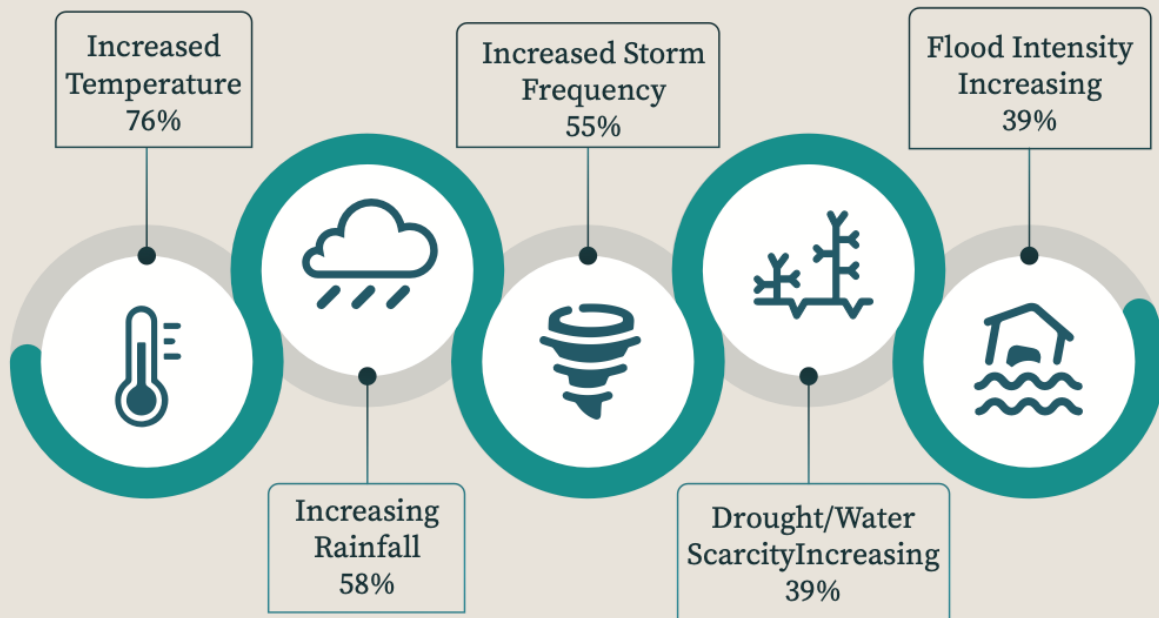 Increased
Temperature
76%
Increasing
Rainfall
58%
Increased Storm
Frequency
55%
Drought/Water
ScarcityIncreasing
39%
Flood Intensity
Increasing
39%